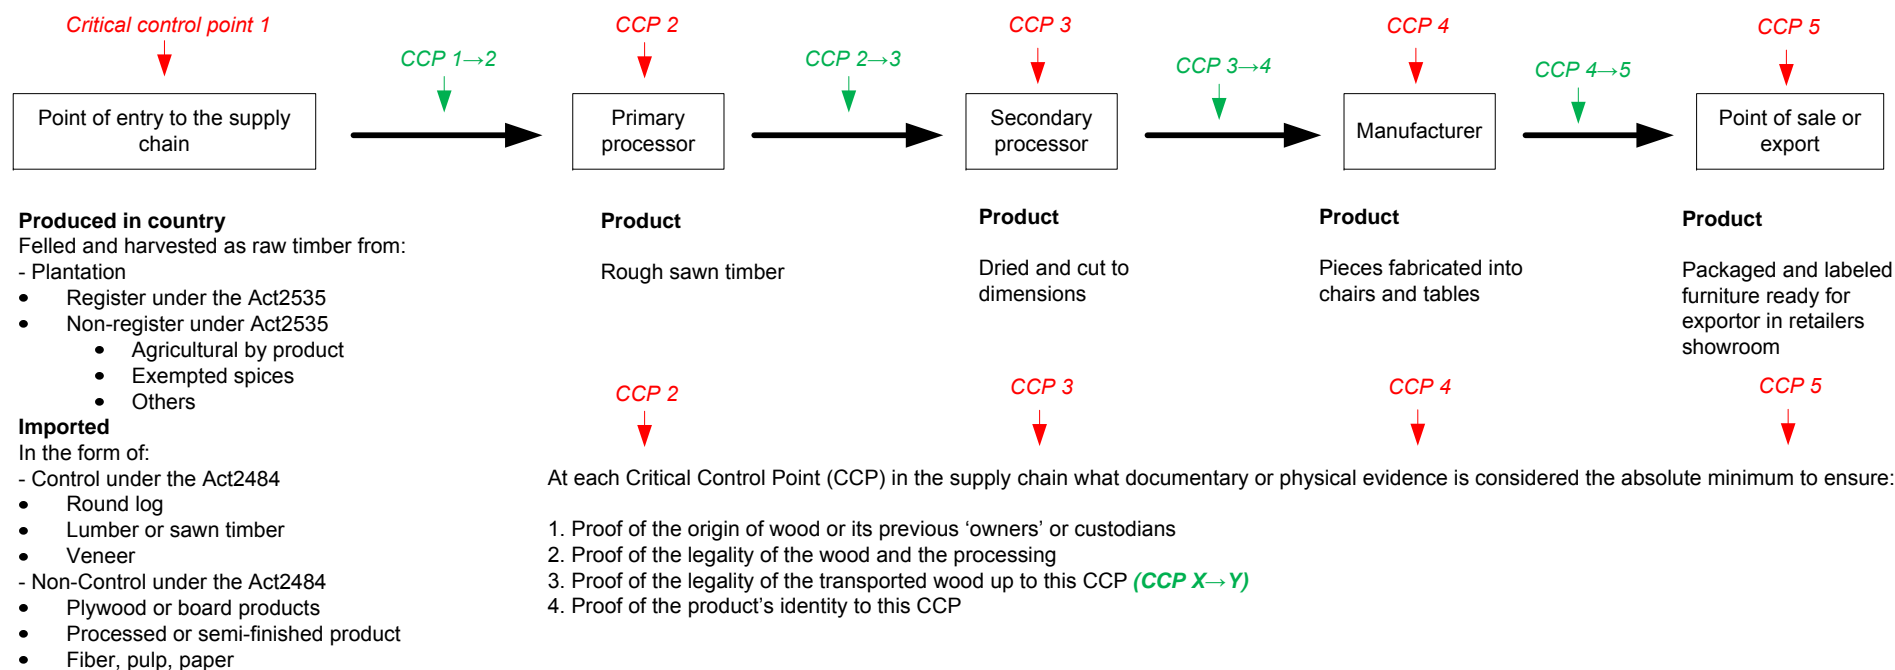 Critical control point 1
CCP 1→2
CCP 2
CCP 2→3
CCP 3
CCP 3→4
CCP 4
CCP 4→5
CCP 5
Point of entry to the supply
chain
Primary
processor
Secondary
processor
Manufacturer
Point of sale or
export
Produced in country
Felled and harvested as raw timber from:
- Plantation
• Register under the Act2535
• Non-register under Act2535
• Agricultural by product
• Exempted spices
• Others
Imported
In the form of:
- Control under the Act2484
• Round log
• Lumber or sawn timber
• Veneer
- Non-Control under the Act2484
• Plywood or board products
• Processed or semi-finished product
• Fiber, pulp, paper
Product
Rough sawn timber
Product
Dried and cut to
dimensions
Product
Pieces fabricated into
chairs and tables
Product
Packaged and labeled
furniture ready for
exportor in retailers
showroom
CCP 2
CCP 3
CCP 4
CCP 5
At each Critical Control Point (CCP) in the supply chain what documentary or physical evidence is considered the absolute minimum to ensure:
1. Proof of the origin of wood or its previous ‘owners’ or custodians
2. Proof of the legality of the wood and the processing
3. Proof of the legality of the transported wood up to this CCP (CCP X→Y)
4. Proof of the product’s identity to this CCP